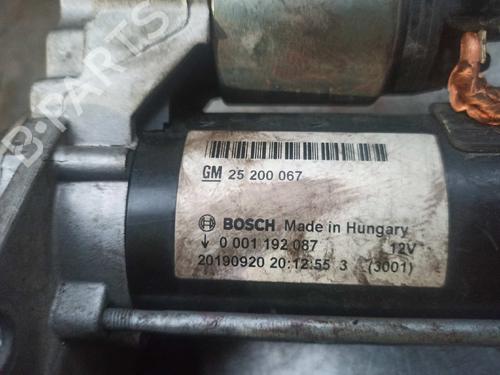 B-PARTS
GM 25 200 067
BOSCH Made in Hungary
0 001 192 087 12V
20190920 20:12:55 3 (3001)